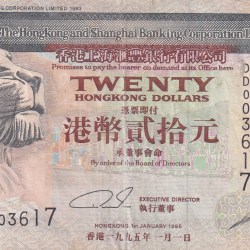 G CORPORATION LIMITED 1993
The Hongkong and Shanghai Banking Corporation
香港上海滙豐銀行有限公司
Promises to pay the bearer on demand at its Office here
TWENTY
HONGKONG DOLLARS
憑票即付
港幣貳拾元
承董事會命
By order of the Board of Directors
EXECUTIVE DIRECTOR
執行董事
HONGKONG 1ST JANUARY 1995
香港一九九五年一月一日
03617